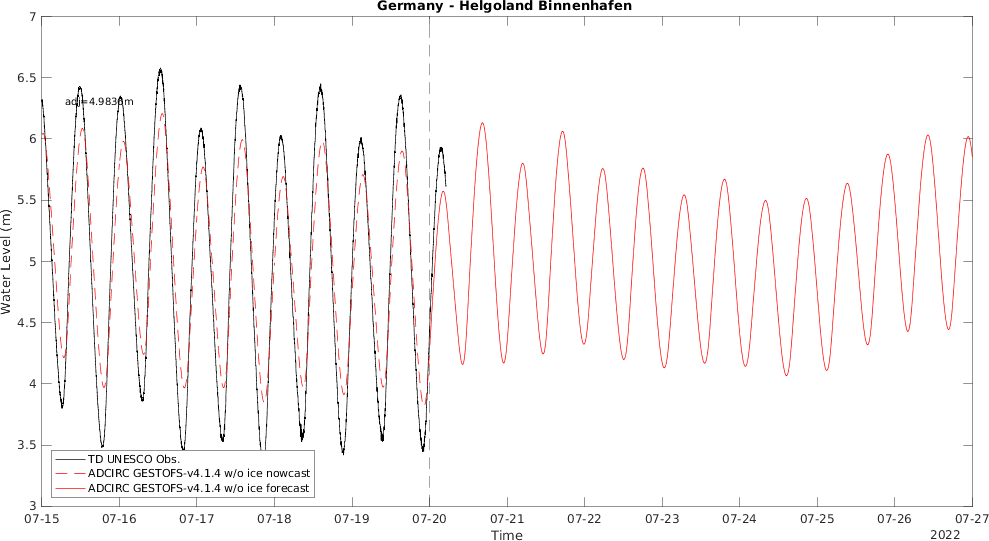 Germany - Helgoland Binnenhafen
Water Level (m)
7
6.5
6
5.5
5
4.5
4
3.5
3
adj=4.9836m
TD UNESCO Obs.
ADCIRC GESTOFS-v4.1.4 w/o ice nowcast
ADCIRC GESTOFS-v4.1.4 w/o ice forecast
07-15 07-16 07-17 07-18 07-19 07-20 07-21 07-22 07-23 07-24 07-25 07-26 07-27
Time
2022